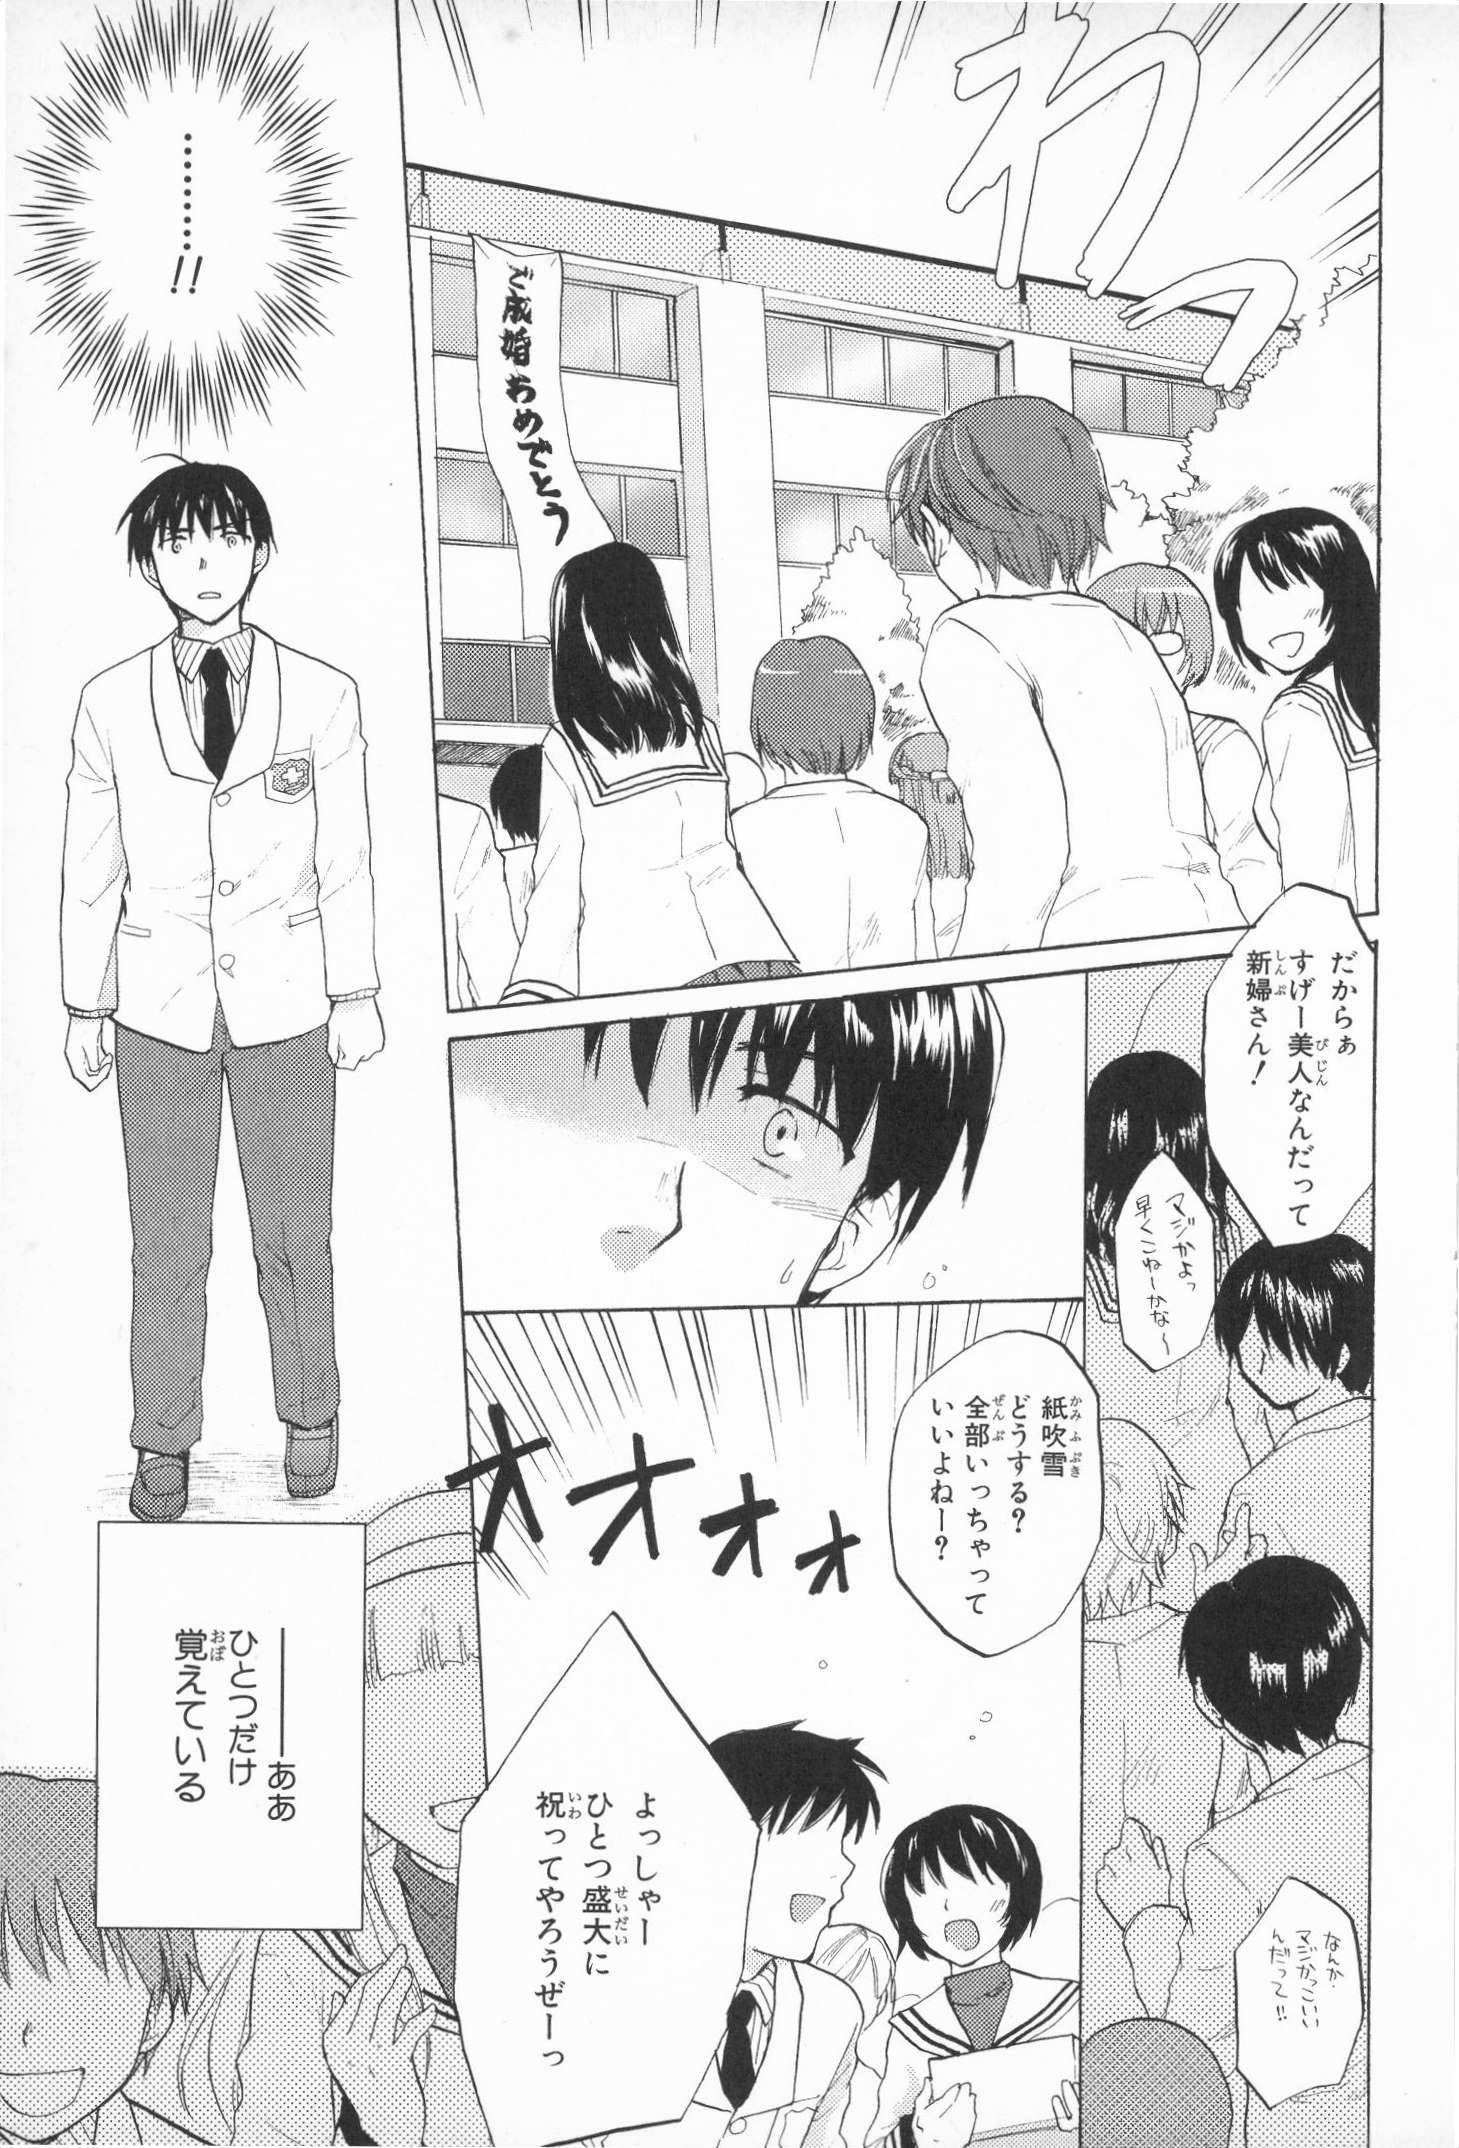 わっ
ご成婚おめでとう
だからぁ
すげー美人なんだって
新婦さん!
マジかよっ
早くこねーかな〜
なんか
マジかっこいい
んだって!!
紙吹雪
どうする?
全部いっちゃって
いいよねー?
オオオオ
よっしゃー
ひとつ盛大に
祝ってやろうぜーっ
………!!
――ああ
ひとつだけ
覚えている